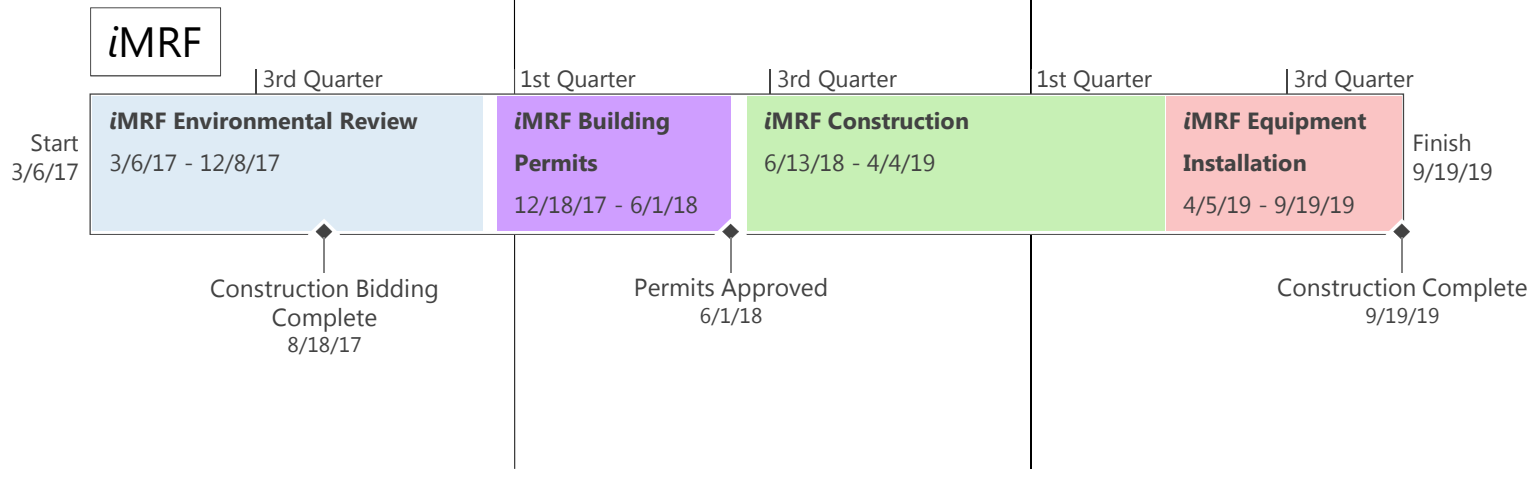 iMRF
3rd Quarter
1st Quarter
3rd Quarter
1st Quarter
3rd Quarter
Start
3/6/17
iMRF Environmental Review
3/6/17 - 12/8/17
iMRF Building
Permits
12/18/17 - 6/1/18
iMRF Construction
6/13/18 - 4/4/19
iMRF Equipment
Installation
4/5/19 - 9/19/19
Finish
9/19/19
Construction Bidding
Complete
8/18/17
Permits Approved
6/1/18
Construction Complete
9/19/19